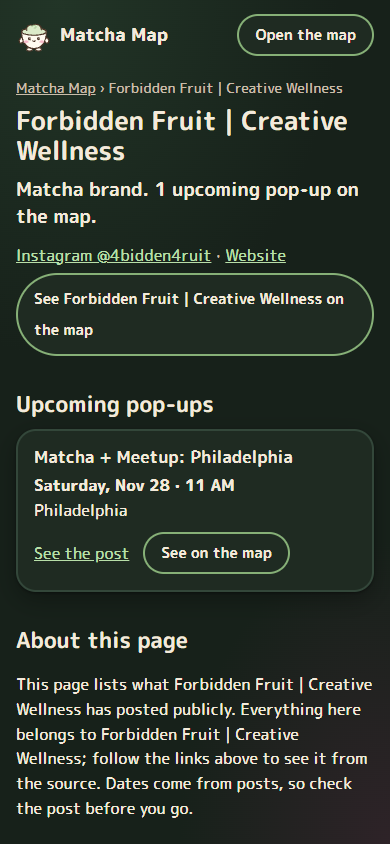 Matcha Map
Open the map
Matcha Map › Forbidden Fruit | Creative Wellness
Forbidden Fruit | Creative
Wellness
Matcha brand. 1 upcoming pop-up on
the map.
Instagram @4bidden4ruit · Website
See Forbidden Fruit | Creative Wellness on
the map
Upcoming pop-ups
Matcha + Meetup: Philadelphia
Saturday, Nov 28 · 11 AM
Philadelphia
See the post
See on the map
About this page
This page lists what Forbidden Fruit | Creative
Wellness has posted publicly. Everything here
belongs to Forbidden Fruit | Creative
Wellness; follow the links above to see it from
the source. Dates come from posts, so check
the post before you go.